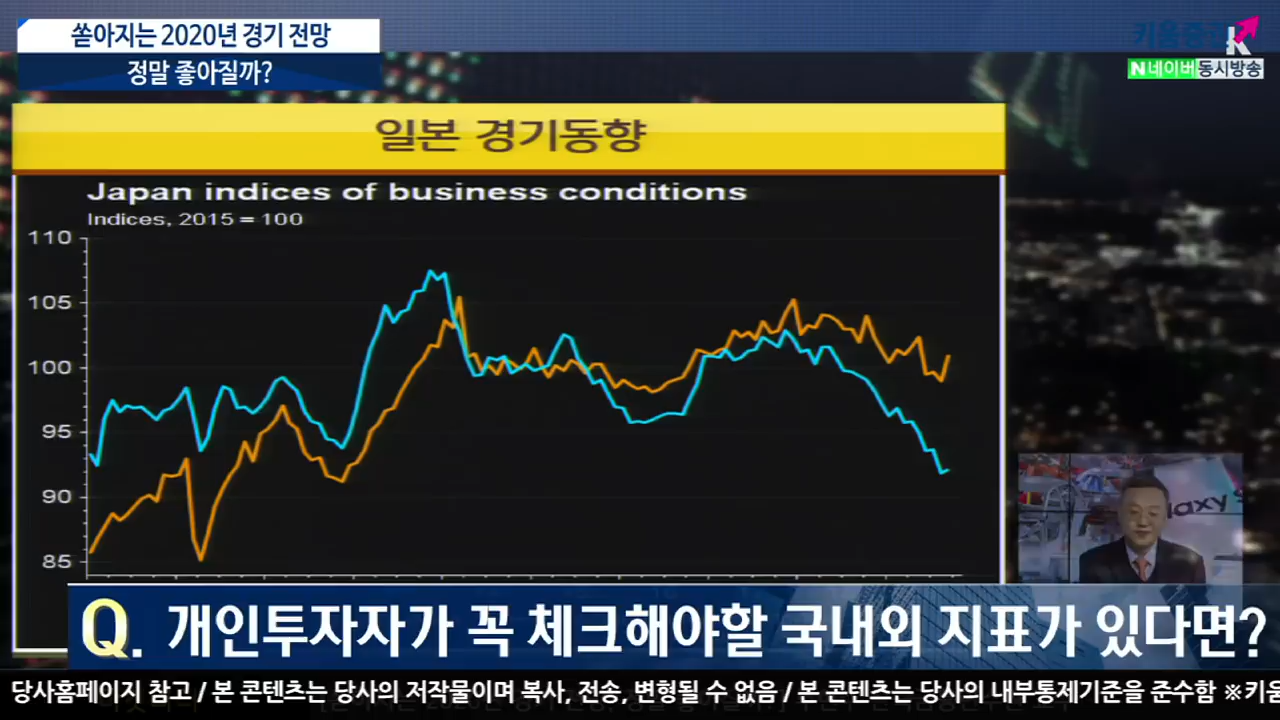 쏟아지는 2020년 경기 전망
정말 좋아질까?
키움증권
N 네이버 동시방송
일본 경기동향
Japan indices of business conditions
Indices, 2015 = 100
110
105
100
95
90
85
laxy S
Q. 개인투자자가 꼭 체크해야할 국내외 지표가 있다면?
당사홈페이지 참고 / 본 콘텐츠는 당사의 저작물이며 복사, 전송, 변형될 수 없음 / 본 콘텐츠는 당사의 내부통제기준을 준수함 ※키움